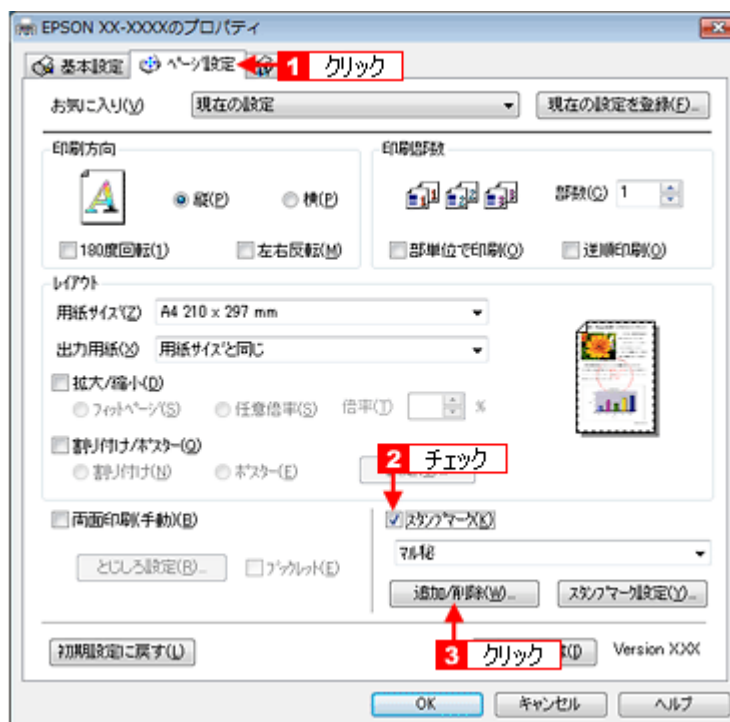 EPSON XX-XXXXのプロパティ
基本設定 ページ設定 1 クリック
お気に入り(V) 現在の設定 現在の設定を登録(F)...
印刷方向 印刷部数
縦(P) 横(P) 部数(C) 1
180度回転(1) 左右反転(M) 部単位で印刷(O) 逆順印刷(O)
レイアウト
用紙サイズ(Z) A4 210 x 297 mm
出力用紙(X) 用紙サイズと同じ
拡大/縮小(D)
フィットページ(S) 任意倍率(S) 倍率(T) %
割り付け/ポスター(Q)
2 チェック
割り付け(N) ポスター(E)
両面印刷(手動)(B) スタンプマーク(K)
マル秘
とじしろ設定(R)... ブックレット(E)
追加/削除(W)... スタンプマーク設定(Y)...
初期設定に戻す(L) 3 クリック Version X.XX
OK キャンセル ヘルプ